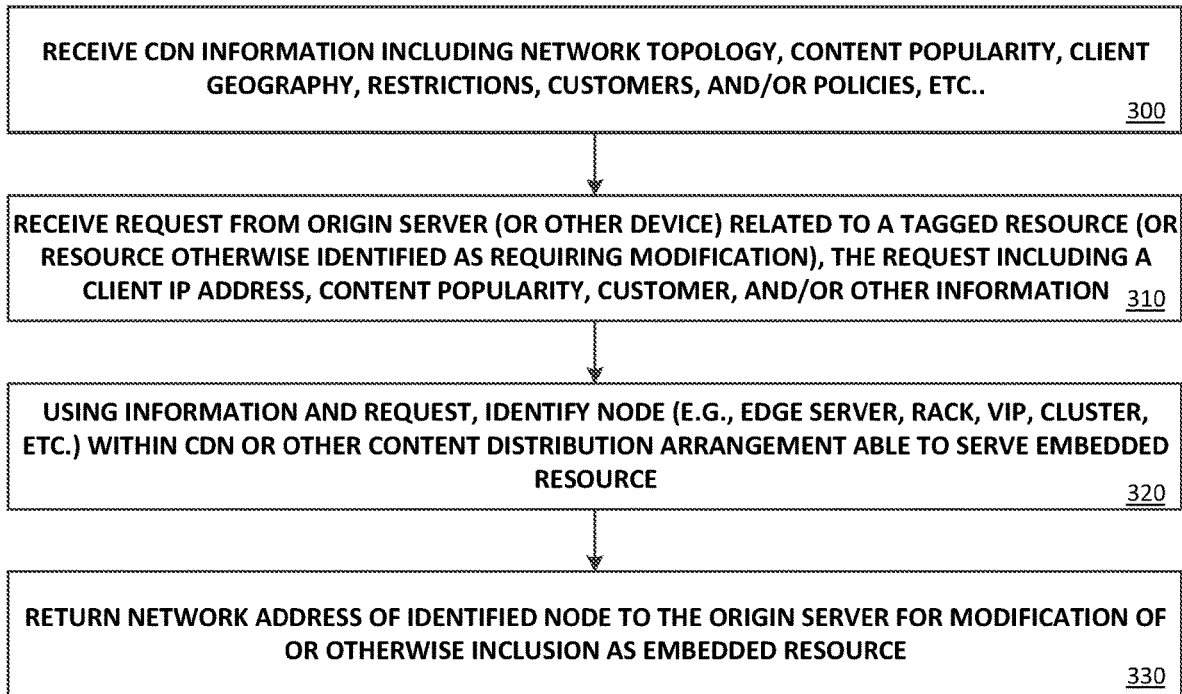 RECEIVE CDN INFORMATION INCLUDING NETWORK TOPOLOGY, CONTENT POPULARITY, CLIENT
GEOGRAPHY, RESTRICTIONS, CUSTOMERS, AND/OR POLICIES, ETC..
300
RECEIVE REQUEST FROM ORIGIN SERVER (OR OTHER DEVICE) RELATED TO A TAGGED RESOURCE (OR
RESOURCE OTHERWISE IDENTIFIED AS REQUIRING MODIFICATION), THE REQUEST INCLUDING A
CLIENT IP ADDRESS, CONTENT POPULARITY, CUSTOMER, AND/OR OTHER INFORMATION
310
USING INFORMATION AND REQUEST, IDENTIFY NODE (E.G., EDGE SERVER, RACK, VIP, CLUSTER,
ETC.) WITHIN CDN OR OTHER CONTENT DISTRIBUTION ARRANGEMENT ABLE TO SERVE EMBEDDED
RESOURCE
320
RETURN NETWORK ADDRESS OF IDENTIFIED NODE TO THE ORIGIN SERVER FOR MODIFICATION OF
OR OTHERWISE INCLUSION AS EMBEDDED RESOURCE
330